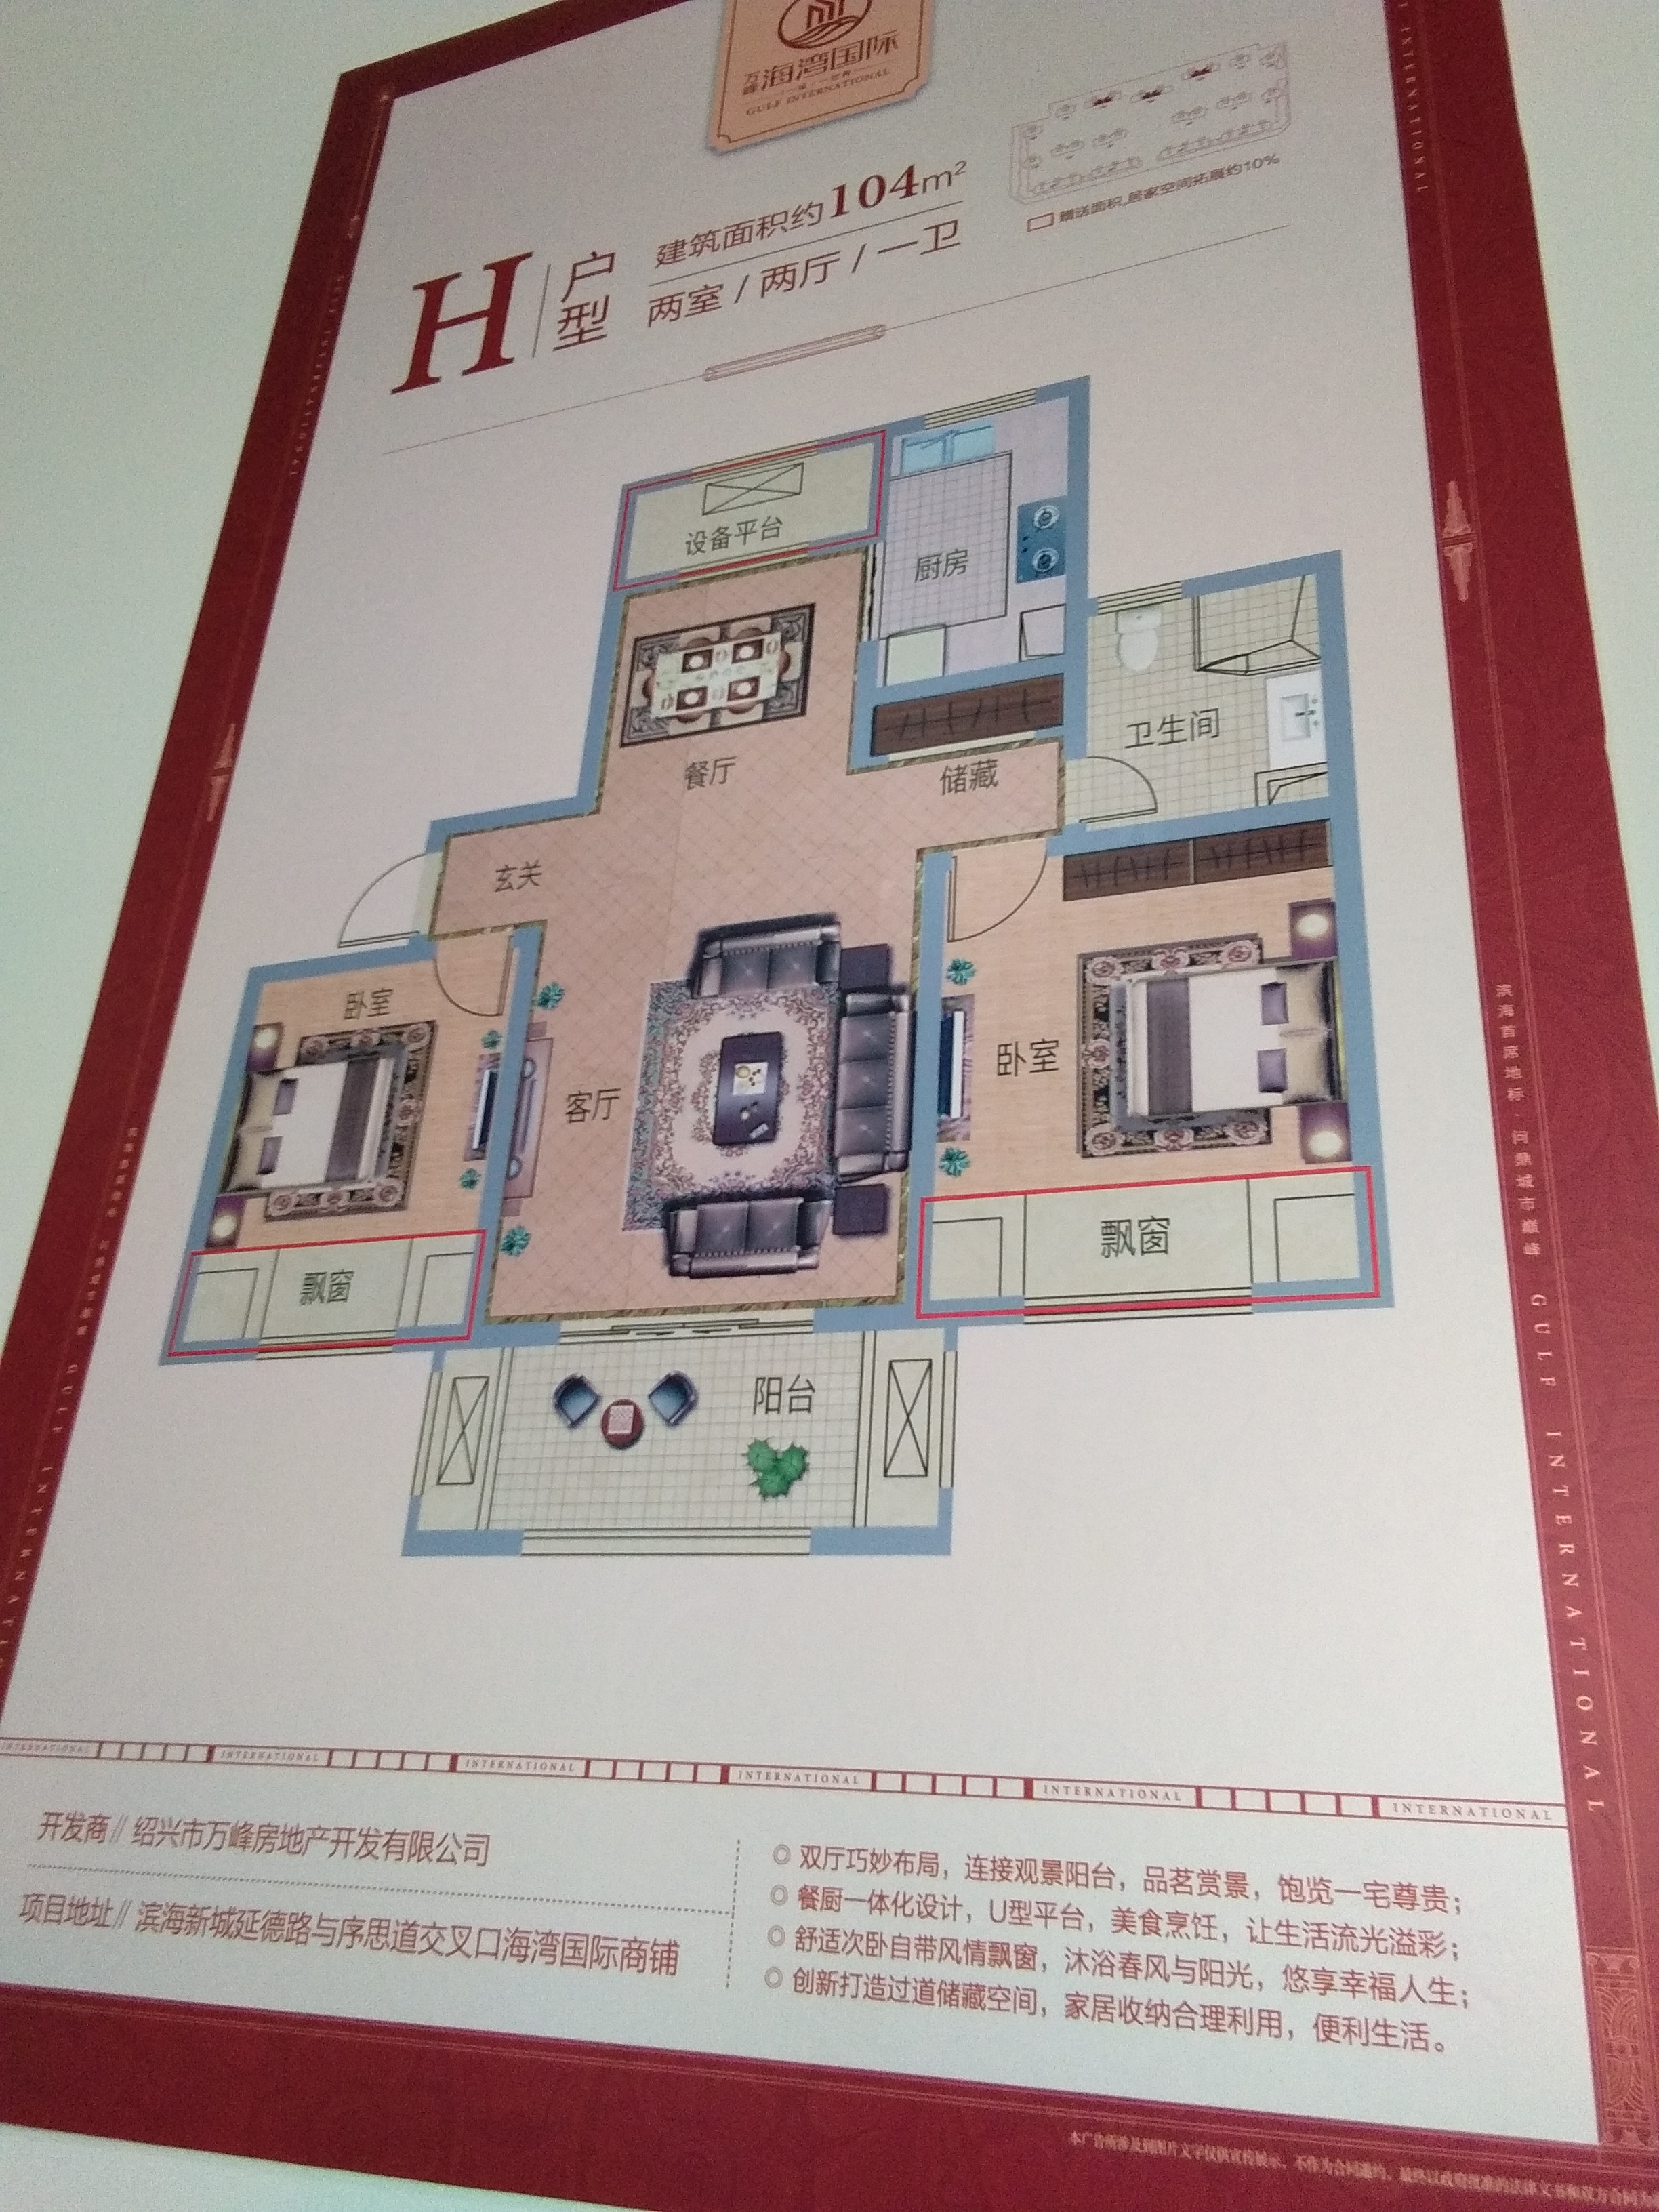 万峰 海湾国际
GULF INTERNATIONAL
赠送面积,居家空间拓展约10%
H 户型
建筑面积约104m²
两室 / 两厅 / 一卫
设备平台
厨房
卫生间
餐厅
储藏
玄关
卧室
客厅
卧室
飘窗
飘窗
阳台
滨海首席地标 问鼎城市巅峰 GULF INTERNATIONAL
INTERNATIONAL
INTERNATIONAL
INTERNATIONAL
INTERNATIONAL
INTERNATIONAL
INTERNATIONAL
开发商 // 绍兴市万峰房地产开发有限公司
项目地址 // 滨海新城延德路与序思道交叉口海湾国际商铺
◎ 双厅巧妙布局，连接观景阳台，品茗赏景，饱览一宅尊贵；
◎ 餐厨一体化设计，U型平台，美食烹饪，让生活流光溢彩；
◎ 舒适次卧自带风情飘窗，沐浴春风与阳光，悠享幸福人生；
◎ 创新打造过道储藏空间，家居收纳合理利用，便利生活。
本广告所涉及到图片文字仅供宣传展示，不作为合同邀约，最终以政府批准的法律文书和双方合同为